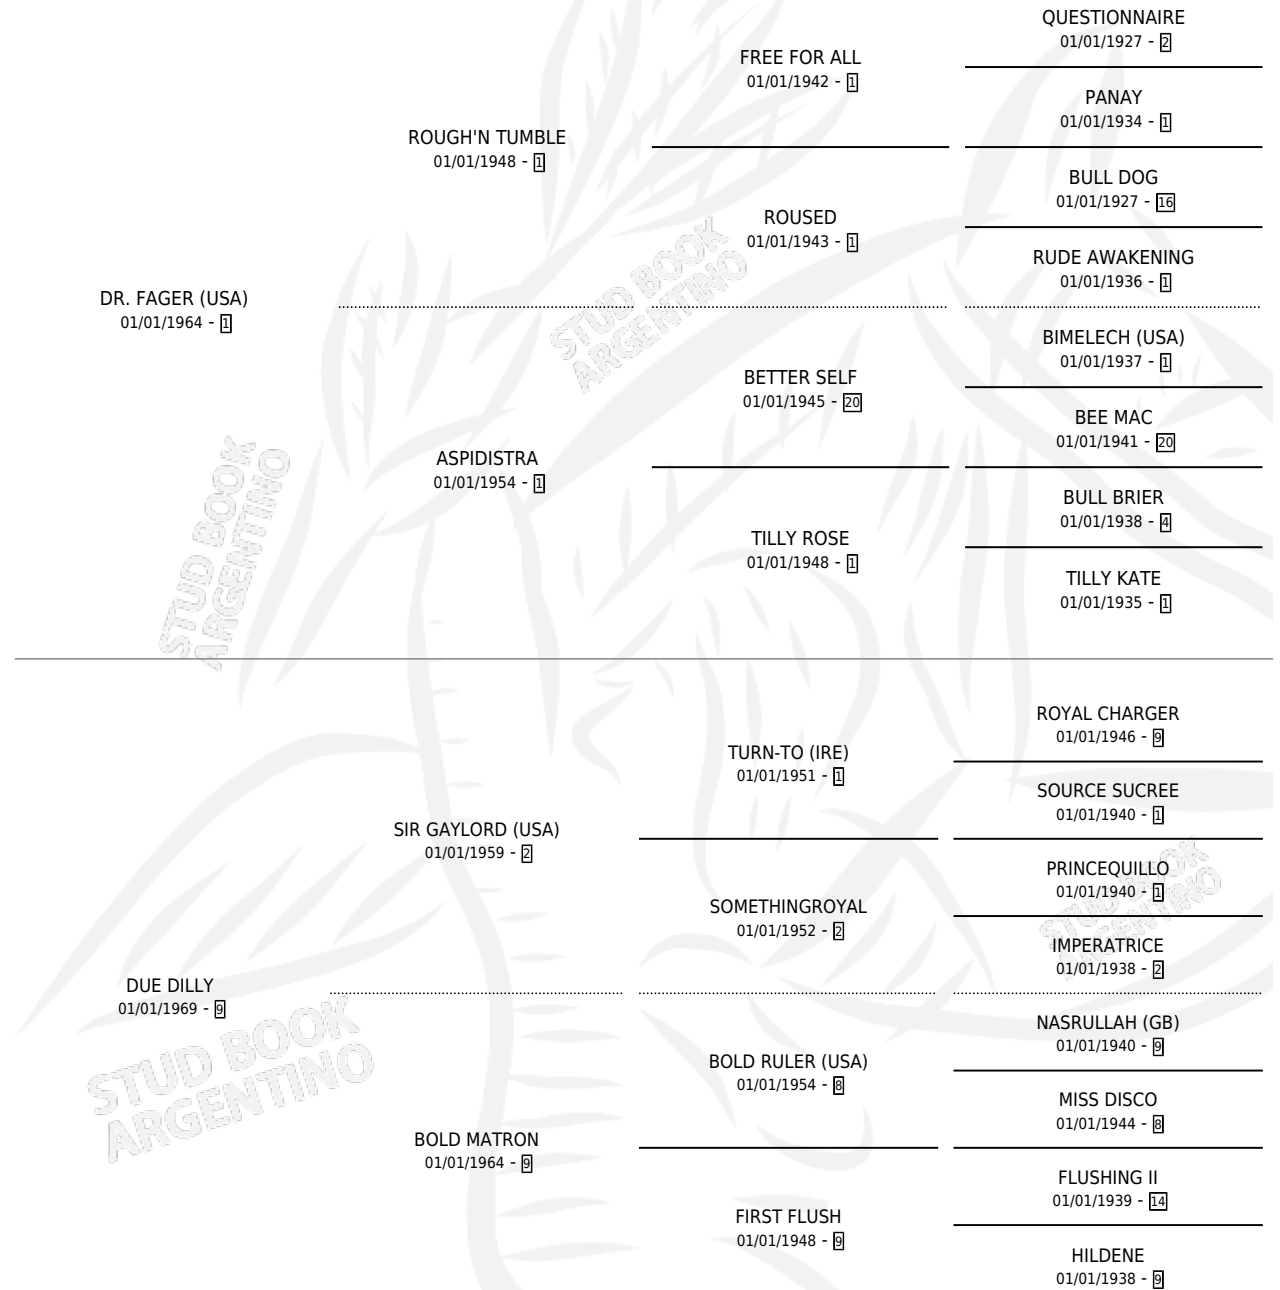 QUESTIONNAIRE
01/01/1927 - 2
FREE FOR ALL
01/01/1942 - 1
PANAY
01/01/1934 - 1
ROUGH'N TUMBLE
01/01/1948 - 1
BULL DOG
01/01/1927 - 16
ROUSED
01/01/1943 - 1
RUDE AWAKENING
01/01/1936 - 1
DR. FAGER (USA)
01/01/1964 - 1
BIMELECH (USA)
01/01/1937 - 1
BETTER SELF
01/01/1945 - 20
BEE MAC
01/01/1941 - 20
ASPIDISTRA
01/01/1954 - 1
BULL BRIER
01/01/1938 - 4
TILLY ROSE
01/01/1948 - 1
TILLY KATE
01/01/1935 - 1
ROYAL CHARGER
01/01/1946 - 9
TURN-TO (IRE)
01/01/1951 - 1
SOURCE SUCREE
01/01/1940 - 1
SIR GAYLORD (USA)
01/01/1959 - 2
PRINCEQUILLO
01/01/1940 - 1
SOMETHINGROYAL
01/01/1952 - 2
IMPERATRICE
01/01/1938 - 2
DUE DILLY
01/01/1969 - 9
NASRULLAH (GB)
01/01/1940 - 9
BOLD RULER (USA)
01/01/1954 - 8
MISS DISCO
01/01/1944 - 8
BOLD MATRON
01/01/1964 - 9
FLUSHING II
01/01/1939 - 14
FIRST FLUSH
01/01/1948 - 9
HILDENE
01/01/1938 - 9
STUD BOOK
ARGENTINO
STUD BOOK
ARGENTINO
STUD BOOK
ARGENTINO
STUD BOOK
ARGENTINO